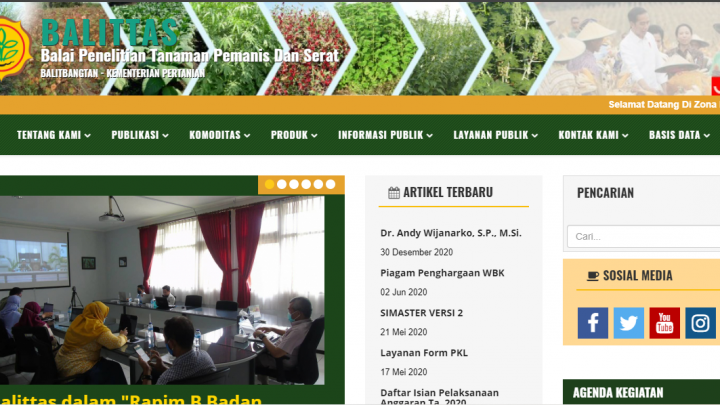 BALITTAS
Balai Penelitian Tanaman Pemanis Dan Serat
BALITBANGTAN - KEMENTERIAN PERTANIAN
Selamat Datang Di Zona
TENTANG KAMI PUBLIKASI KOMODITAS PRODUK INFORMASI PUBLIK LAYANAN PUBLIK KONTAK KAMI BASIS DATA
ARTIKEL TERBARU
Dr. Andy Wijanarko, S.P., M.Si.
30 Desember 2020
Piagam Penghargaan WBK
02 Jun 2020
SIMASTER VERSI 2
21 Mei 2020
Layanan Form PKL
17 Mei 2020
Daftar Isian Pelaksanaan
Anggaran Ta. 2020
PENCARIAN
Cari...
SOSIAL MEDIA
You
Tube
AGENDA KEGIATAN
alittas dalam "Rapim B Badan